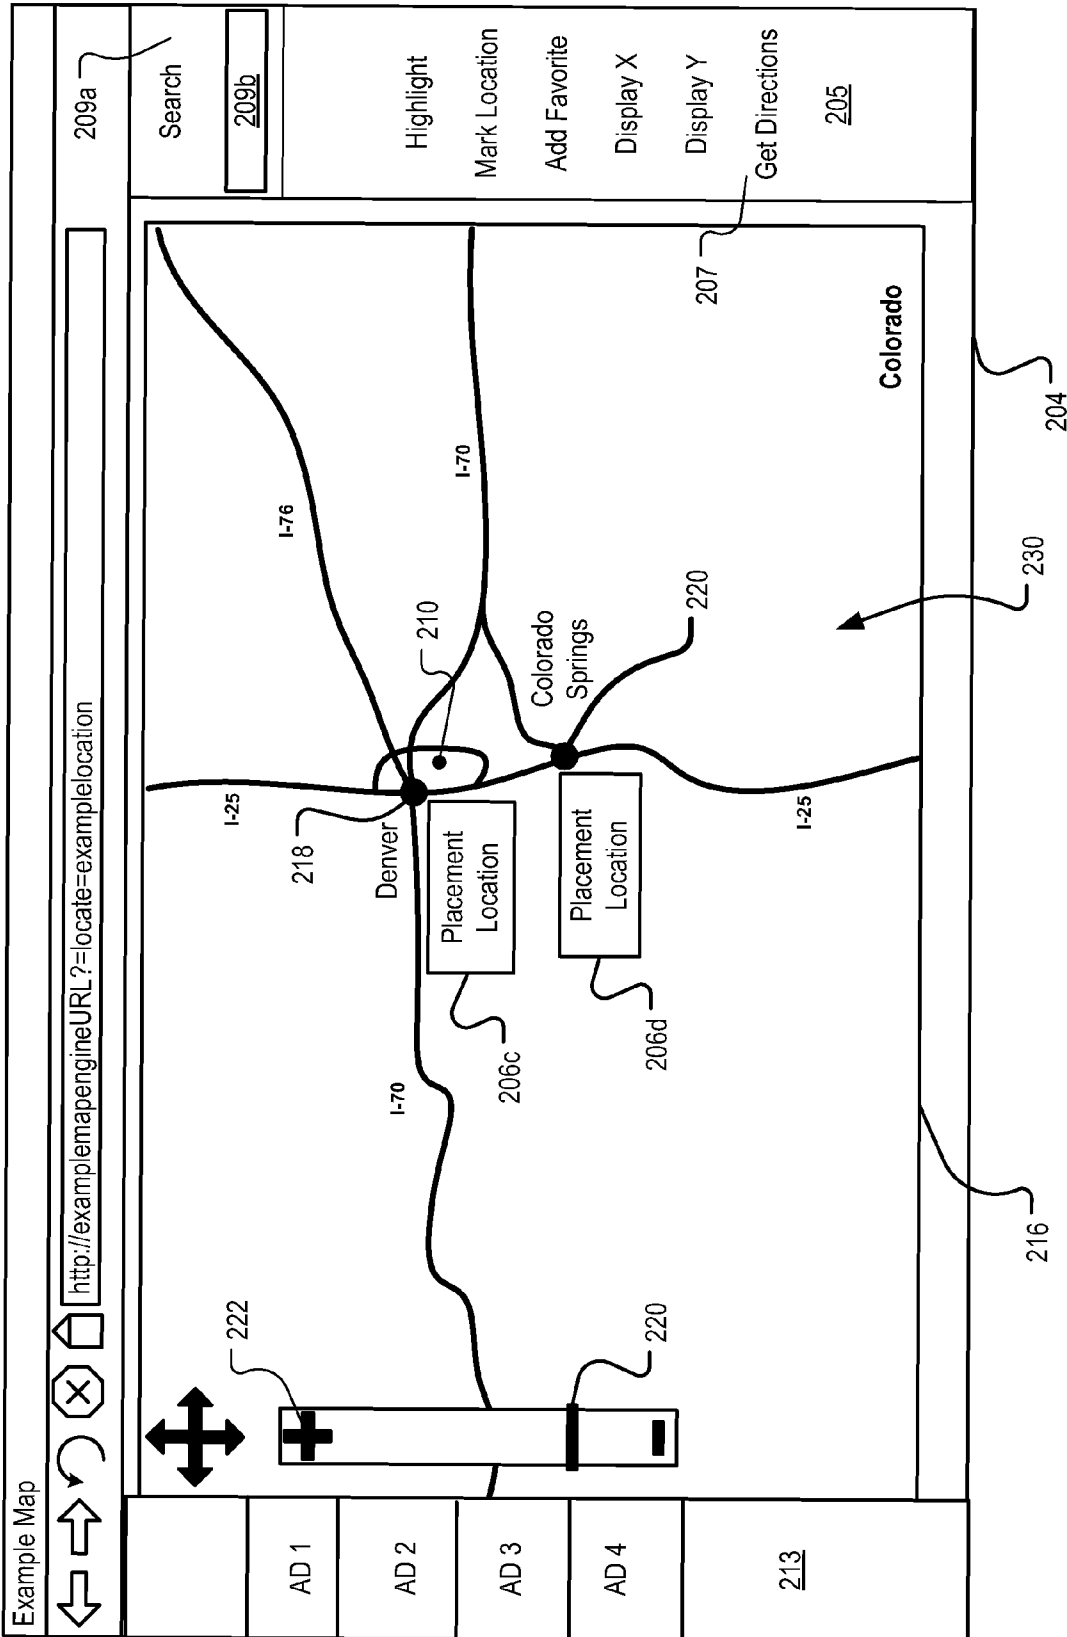 Example Map
http://examplemapengineURL?=locate=examplelocation
209a
Search
209b
AD 1
AD 2
AD 3
AD 4
213
222
220
I-25
218
Denver
I-76
I-70
I-70
210
Placement
Location
206c
Colorado
Springs
220
Placement
Location
206d
I-25
207
Colorado
Highlight
Mark Location
Add Favorite
Display X
Display Y
Get Directions
205
216
230
204